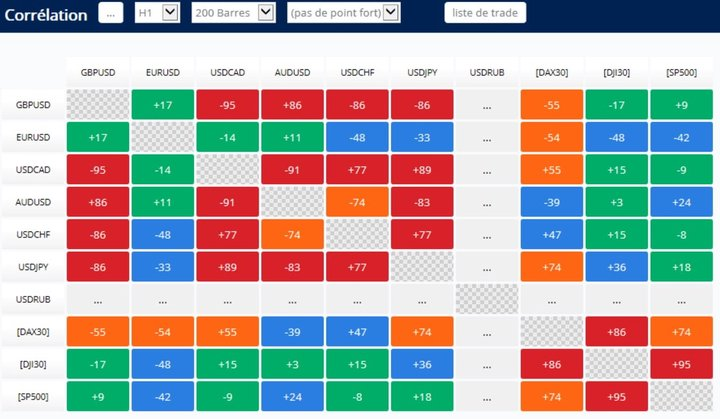 Corrélation ... H1 200 Barres (pas de point fort) liste de trade
GBPUSD EURUSD USDCAD AUDUSD USDCHF USDJPY USDRUB [DAX30] [DJI30] [SP500]
GBPUSD +17 -95 +86 -86 -86 ... -55 -17 +9
EURUSD +17 -14 +11 -48 -33 ... -54 -48 -42
USDCAD -95 -14 -91 +77 +89 ... +55 +15 -9
AUDUSD +86 +11 -91 -74 -83 ... -39 +3 +24
USDCHF -86 -48 +77 -74 +77 ... +47 +15 -8
USDJPY -86 -33 +89 -83 +77 ... +74 +36 +18
USDRUB ... ... ... ... ... ... ... ... ...
[DAX30] -55 -54 +55 -39 +47 +74 ... +86 +74
[DJI30] -17 -48 +15 +3 +15 +36 ... +86 +95
[SP500] +9 -42 -9 +24 -8 +18 ... +74 +95